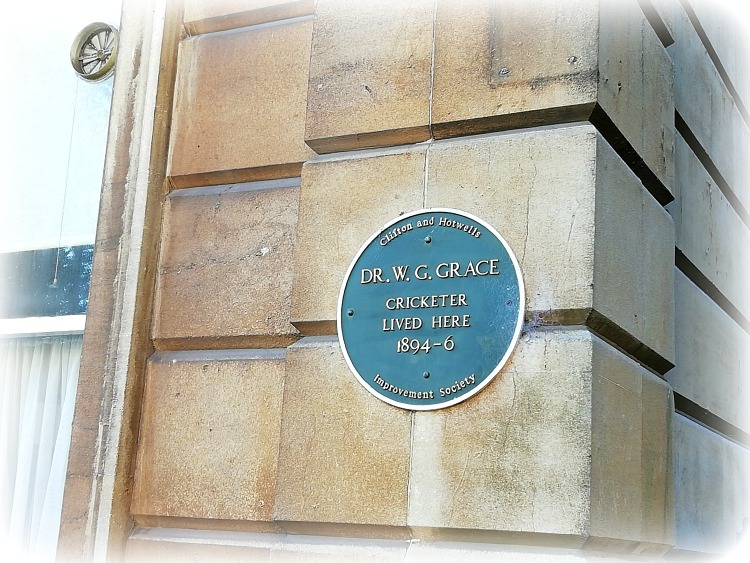 Clifton and Hotwells
DR. W. G. GRACE
CRICKETER
LIVED HERE
1894-6
Improvement Society